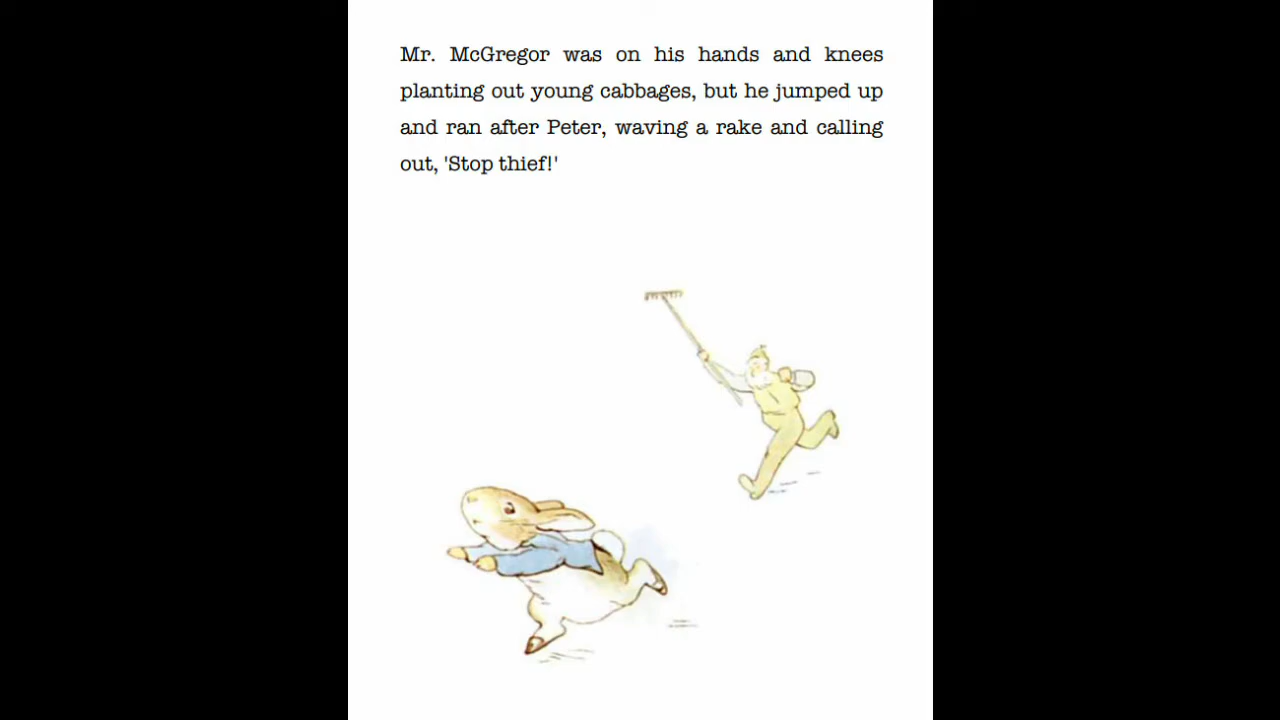 Mr. McGregor was on his hands and knees
planting out young cabbages, but he jumped up
and ran after Peter, waving a rake and calling
out, 'Stop thief!'